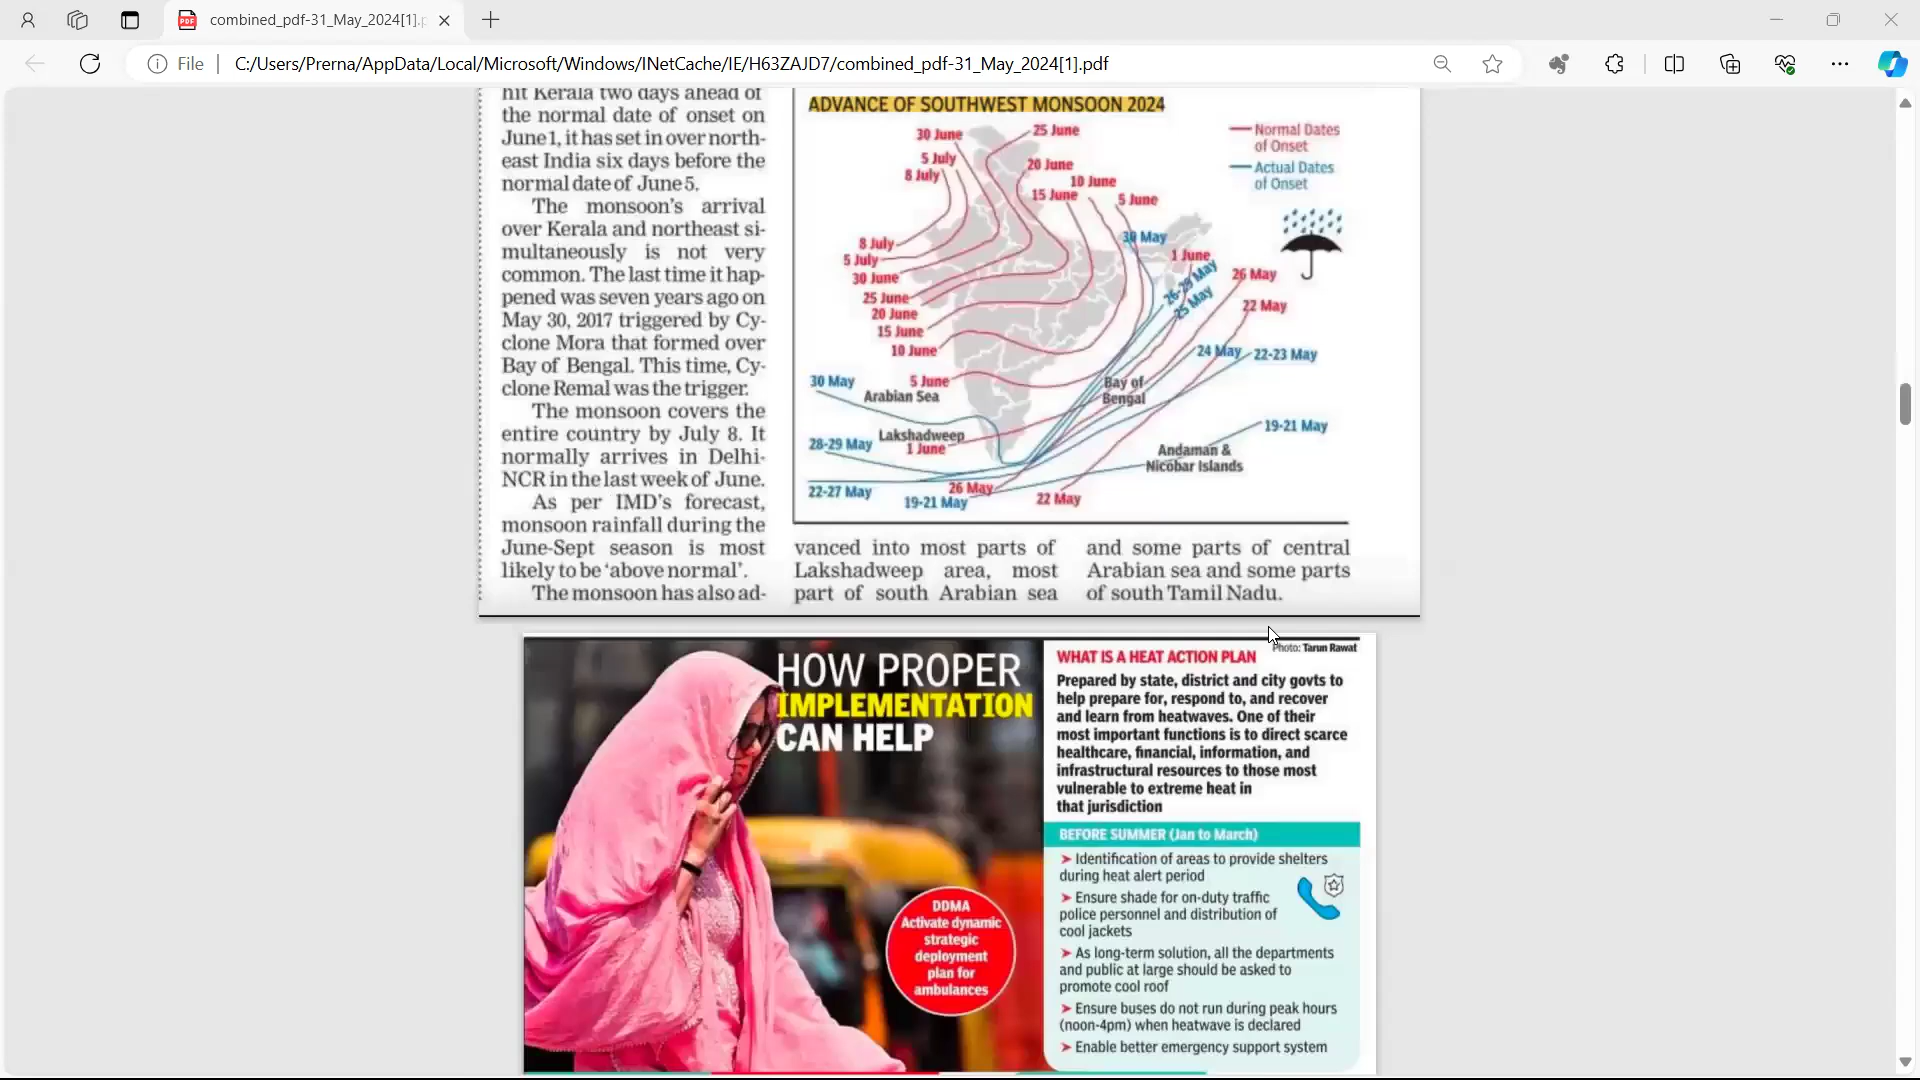 combined_pdf-31_May_2024[1].p
File
C:/Users/Prerna/AppData/Local/Microsoft/Windows/INetCache/IE/H63ZAJD7/combined_pdf-31_May_2024[1].pdf
hit Kerala two days ahead of
the normal date of onset on
June 1, it has set in over north-
east India six days before the
normal date of June 5.
The monsoon's arrival
over Kerala and northeast si-
multaneously is not very
common. The last time it hap-
pened was seven years ago on
May 30, 2017 triggered by Cy-
clone Mora that formed over
Bay of Bengal. This time, Cy-
clone Remal was the trigger.
The monsoon covers the
entire country by July 8. It
normally arrives in Delhi-
NCR in the last week of June.
As per IMD's forecast,
monsoon rainfall during the
June-Sept season is most
likely to be 'above normal'.
The monsoon has also ad-
ADVANCE OF SOUTHWEST MONSOON 2024
Normal Dates
of Onset
Actual Dates
of Onset
30 June
25 June
5 July
20 June
8 July
10 June
15 June
5 June
30 May
8 July
1 June
5 July
26-29 May
26 May
30 June
25 May
25 June
22 May
20 June
15 June
10 June
24 May
22-23 May
30 May
5 June
Arabian Sea
Bay of
Bengal
19-21 May
28-29 May
Lakshadweep
1 June
Andaman &
Nicobar Islands
22-27 May
26 May
19-21 May
22 May
vanced into most parts of
Lakshadweep area, most
part of south Arabian sea
and some parts of central
Arabian sea and some parts
of south Tamil Nadu.
HOW PROPER
IMPLEMENTATION
CAN HELP
DDMA
Activate dynamic
strategic
deployment
plan for
ambulances
Photo: Tarun Rawat
WHAT IS A HEAT ACTION PLAN
Prepared by state, district and city govts to
help prepare for, respond to, and recover
and learn from heatwaves. One of their
most important functions is to direct scarce
healthcare, financial, information, and
infrastructural resources to those most
vulnerable to extreme heat in
that jurisdiction
BEFORE SUMMER (Jan to March)
➤ Identification of areas to provide shelters
during heat alert period
➤ Ensure shade for on-duty traffic
police personnel and distribution of
cool jackets
➤ As long-term solution, all the departments
and public at large should be asked to
promote cool roof
➤ Ensure buses do not run during peak hours
(noon-4pm) when heatwave is declared
➤ Enable better emergency support system